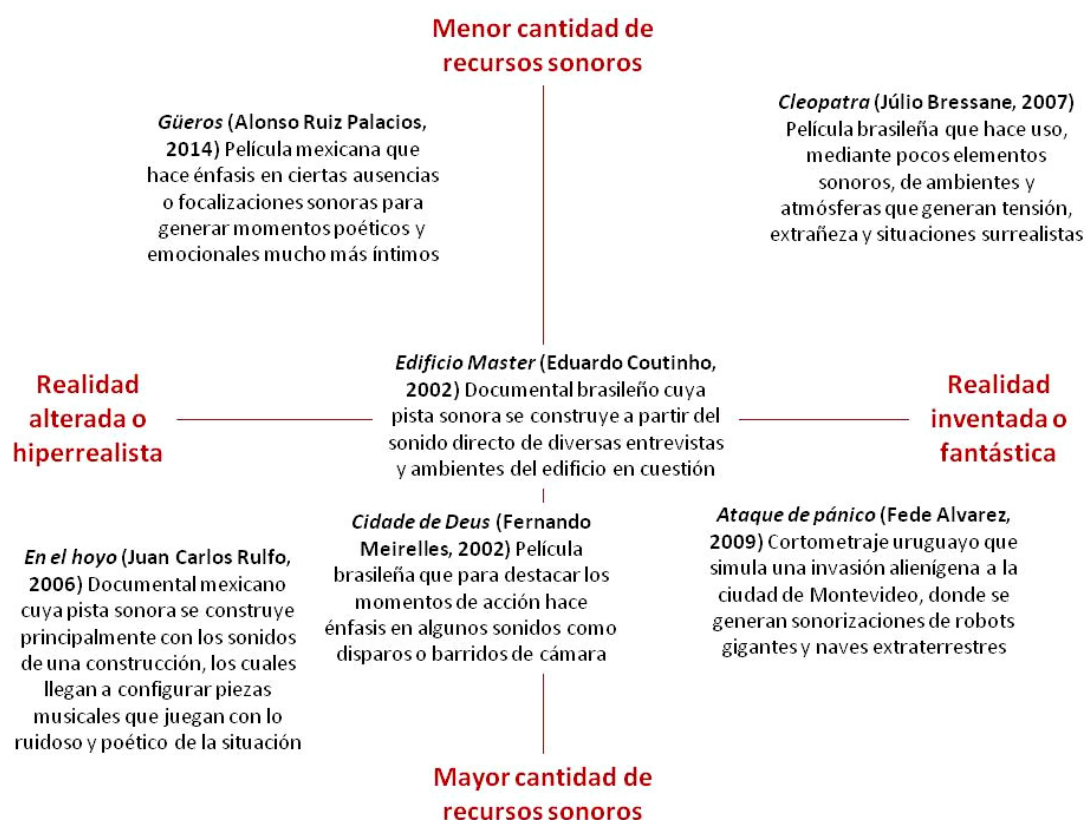 Menor cantidad de
recursos sonoros
Güeros (Alonso Ruiz Palacios,
2014) Película mexicana que
hace énfasis en ciertas ausencias
o focalizaciones sonoras para
generar momentos poéticos y
emocionales mucho más íntimos
Cleopatra (Júlio Bressane, 2007)
Película brasileña que hace uso,
mediante pocos elementos
sonoros, de ambientes y
atmósferas que generan tensión,
extrañeza y situaciones surrealistas
Realidad
alterada o
hiperrealista
Edificio Master (Eduardo Coutinho,
2002) Documental brasileño cuya
pista sonora se construye a partir del
sonido directo de diversas entrevistas
y ambientes del edificio en cuestión
Realidad
inventada o
fantástica
En el hoyo (Juan Carlos Rulfo,
2006) Documental mexicano
cuya pista sonora se construye
principalmente con los sonidos
de una construcción, los cuales
llegan a configurar piezas
musicales que juegan con lo
ruidoso y poético de la situación
Cidade de Deus (Fernando
Meirelles, 2002) Película
brasileña que para destacar los
momentos de acción hace
énfasis en algunos sonidos como
disparos o barridos de cámara
Ataque de pánico (Fede Alvarez,
2009) Cortometraje uruguayo que
simula una invasión alienígena a la
ciudad de Montevideo, donde se
generan sonorizaciones de robots
gigantes y naves extraterrestres
Mayor cantidad de
recursos sonoros